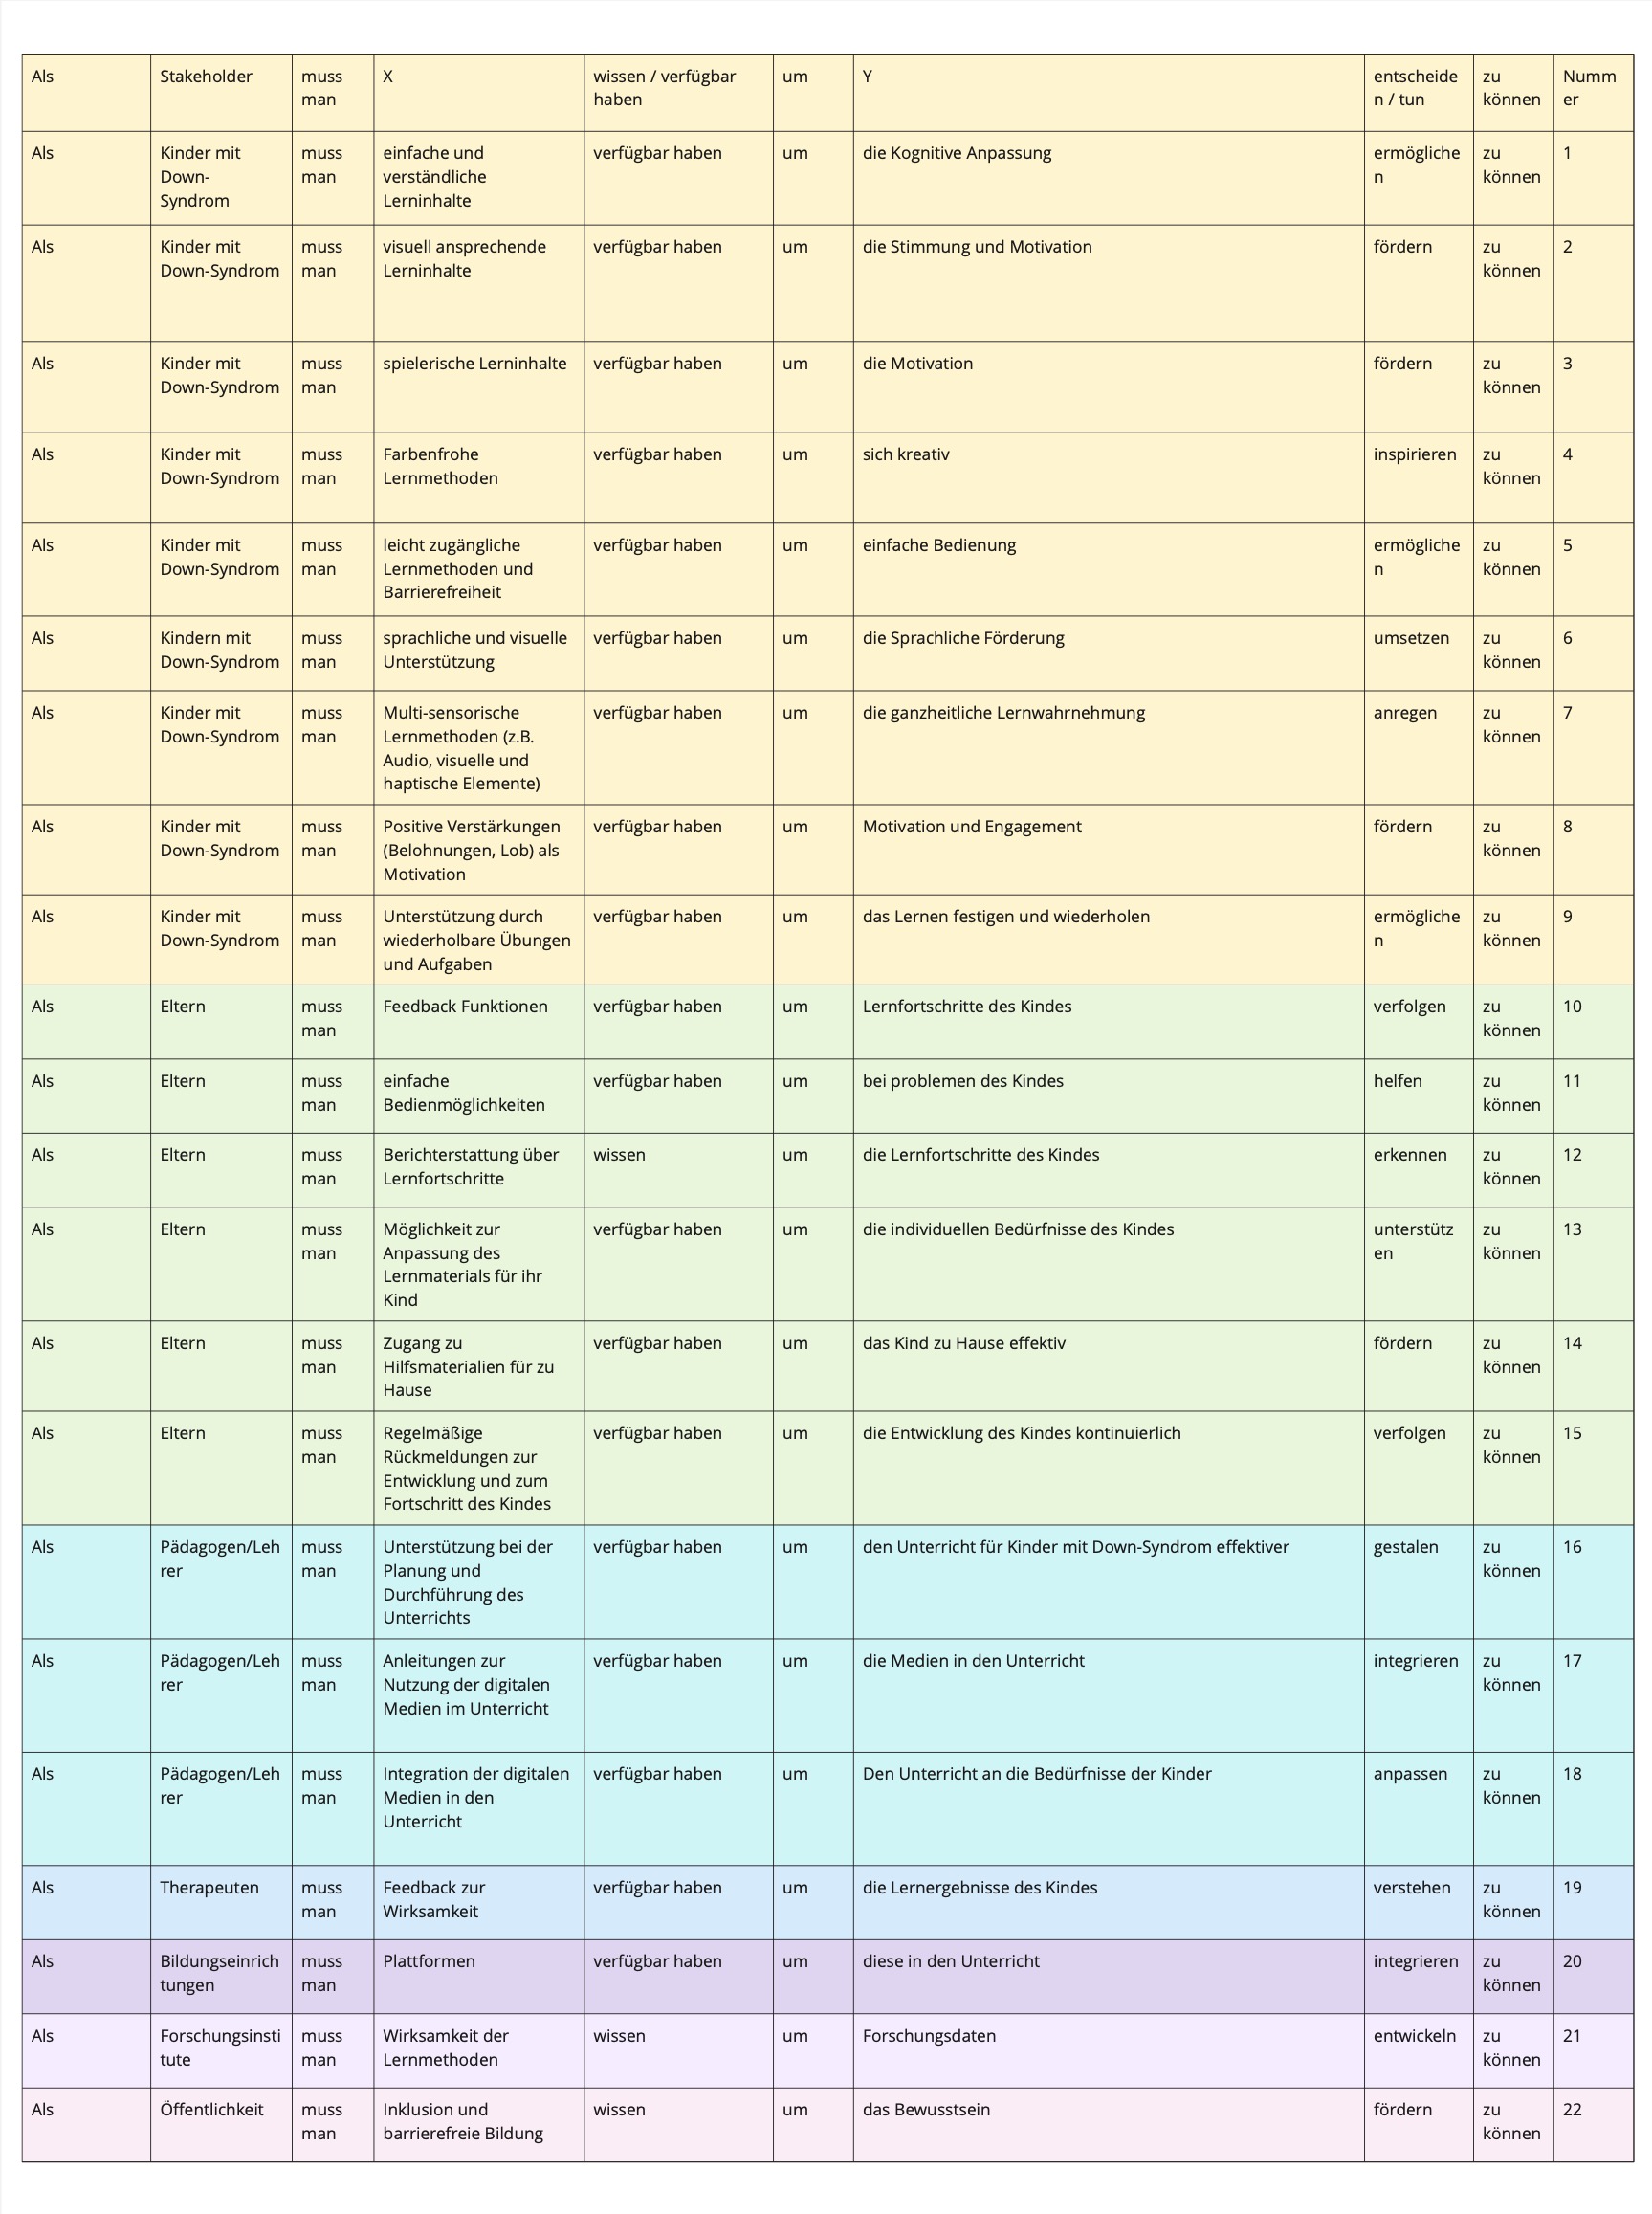 Als Stakeholder muss X wissen / verfügbar um Y entscheide zu Numm
man haben n / tun können er
Als Kinder mit muss einfache und verfügbar haben um die Kognitive Anpassung ermögliche zu 1
Down- man verständliche n können
Syndrom Lerninhalte
Als Kinder mit muss visuell ansprechende verfügbar haben um die Stimmung und Motivation fördern zu 2
Down-Syndrom man Lerninhalte können
Als Kinder mit muss spielerische Lerninhalte verfügbar haben um die Motivation fördern zu 3
Down-Syndrom man können
Als Kinder mit muss Farbenfrohe verfügbar haben um sich kreativ inspirieren zu 4
Down-Syndrom man Lernmethoden können
Als Kinder mit muss leicht zugängliche verfügbar haben um einfache Bedienung ermögliche zu 5
Down-Syndrom man Lernmethoden und n können
Barrierefreiheit
Als Kindern mit muss sprachliche und visuelle verfügbar haben um die Sprachliche Förderung umsetzen zu 6
Down-Syndrom man Unterstützung können
Als Kinder mit muss Multi-sensorische verfügbar haben um die ganzheitliche Lernwahrnehmung anregen zu 7
Down-Syndrom man Lernmethoden (z.B. können
Audio, visuelle und
haptische Elemente)
Als Kinder mit muss Positive Verstärkungen verfügbar haben um Motivation und Engagement fördern zu 8
Down-Syndrom man (Belohnungen, Lob) als können
Motivation
Als Kinder mit muss Unterstützung durch verfügbar haben um das Lernen festigen und wiederholen ermögliche zu 9
Down-Syndrom man wiederholbare Übungen n können
und Aufgaben
Als Eltern muss Feedback Funktionen verfügbar haben um Lernfortschritte des Kindes verfolgen zu 10
man können
Als Eltern muss einfache verfügbar haben um bei problemen des Kindes helfen zu 11
man Bedienmöglichkeiten können
Als Eltern muss Berichterstattung über wissen um die Lernfortschritte des Kindes erkennen zu 12
man Lernfortschritte können
Als Eltern muss Möglichkeit zur verfügbar haben um die individuellen Bedürfnisse des Kindes unterstütz zu 13
man Anpassung des en können
Lernmaterials für ihr
Kind
Als Eltern muss Zugang zu verfügbar haben um das Kind zu Hause effektiv fördern zu 14
man Hilfsmaterialien für zu können
Hause
Als Eltern muss Regelmäßige verfügbar haben um die Entwicklung des Kindes kontinuierlich verfolgen zu 15
man Rückmeldungen zur können
Entwicklung und zum
Fortschritt des Kindes
Als Pädagogen/Leh muss Unterstützung bei der verfügbar haben um den Unterricht für Kinder mit Down-Syndrom effektiver gestalen zu 16
rer man Planung und können
Durchführung des
Unterrichts
Als Pädagogen/Leh muss Anleitungen zur verfügbar haben um die Medien in den Unterricht integrieren zu 17
rer man Nutzung der digitalen können
Medien im Unterricht
Als Pädagogen/Leh muss Integration der digitalen verfügbar haben um Den Unterricht an die Bedürfnisse der Kinder anpassen zu 18
rer man Medien in den können
Unterricht
Als Therapeuten muss Feedback zur verfügbar haben um die Lernergebnisse des Kindes verstehen zu 19
man Wirksamkeit können
Als Bildungseinrich muss Plattformen verfügbar haben um diese in den Unterricht integrieren zu 20
tungen man können
Als Forschungsinsti muss Wirksamkeit der wissen um Forschungsdaten entwickeln zu 21
tute man Lernmethoden können
Als Öffentlichkeit muss Inklusion und wissen um das Bewusstsein fördern zu 22
man barrierefreie Bildung können